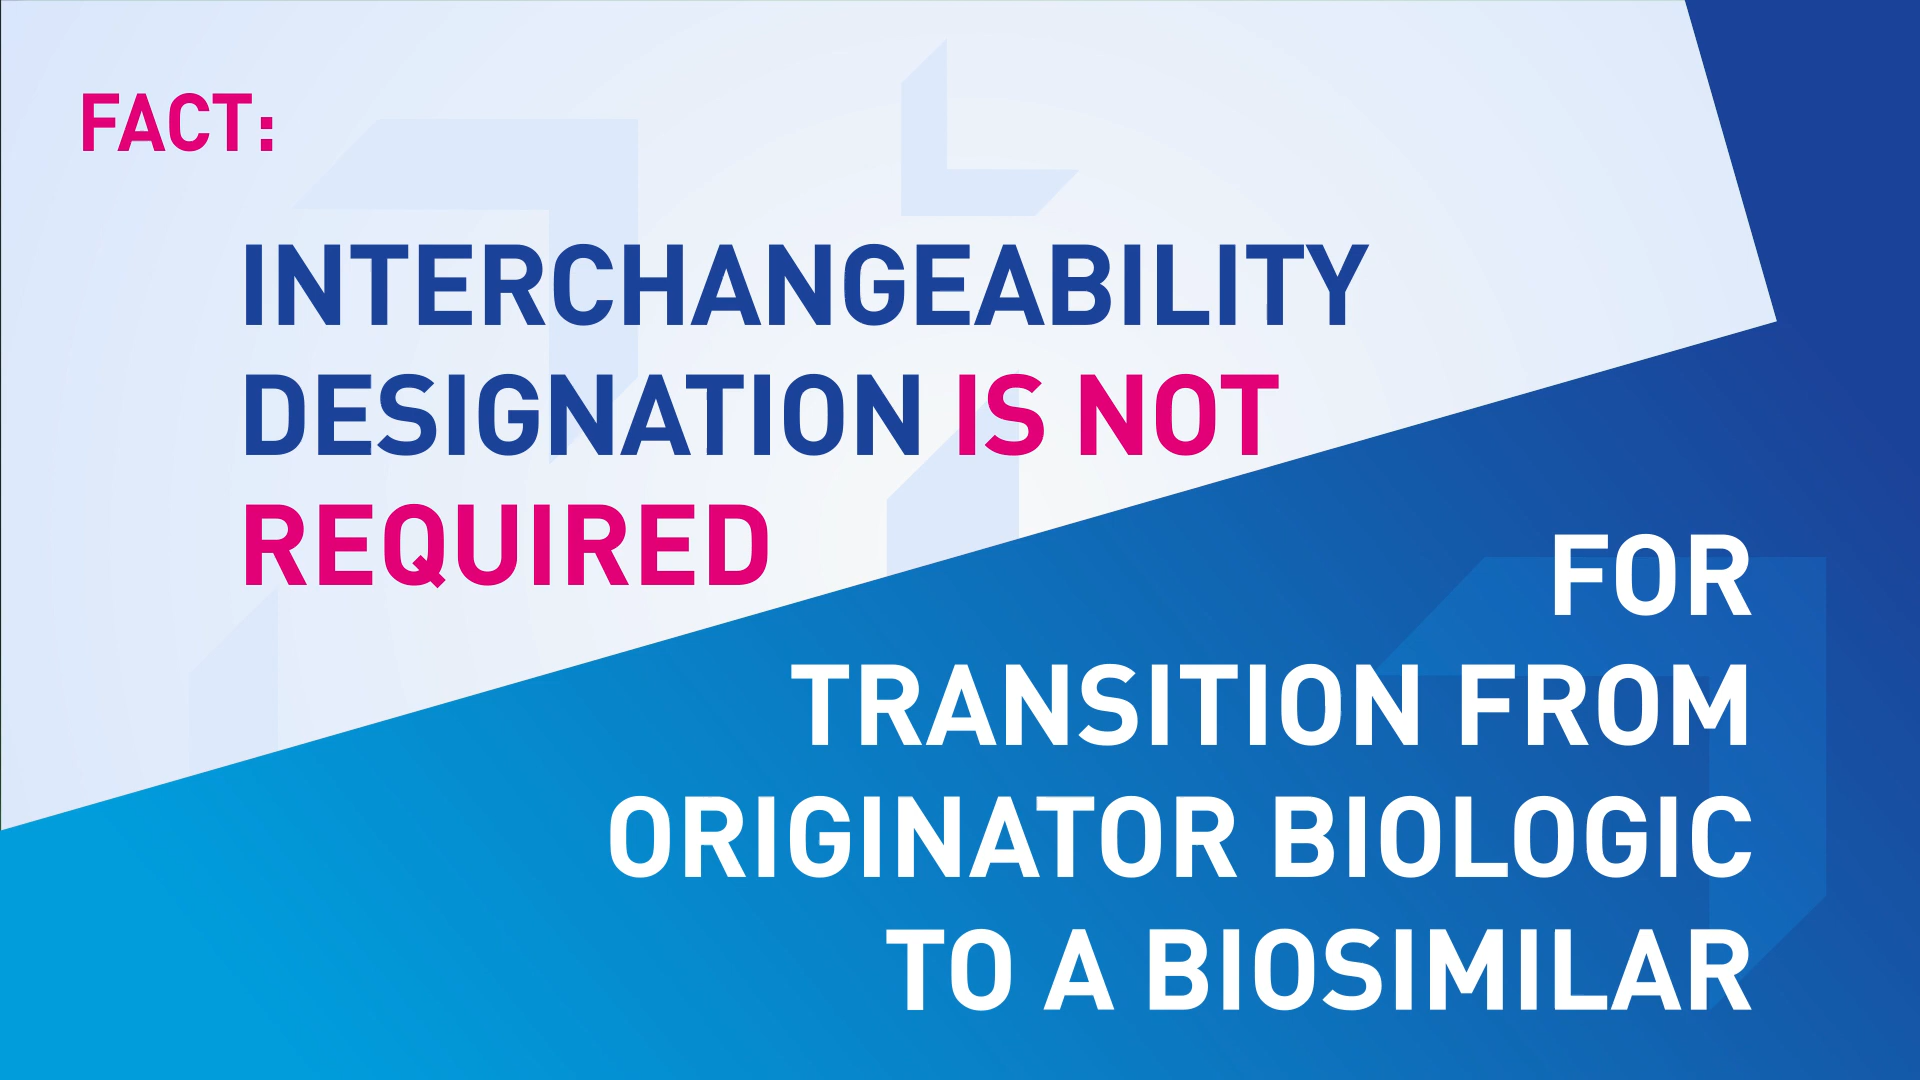 FACT:
INTERCHANGEABILITY
DESIGNATION IS NOT
REQUIRED
FOR
TRANSITION FROM
ORIGINATOR BIOLOGIC
TO A BIOSIMILAR